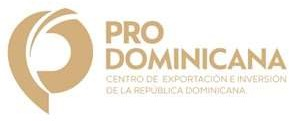 PRO
DOMINICANA
CENTRO DE EXPORTACIÓN E INVERSIÓN
DE LA REPÚBLICA DOMINICANA